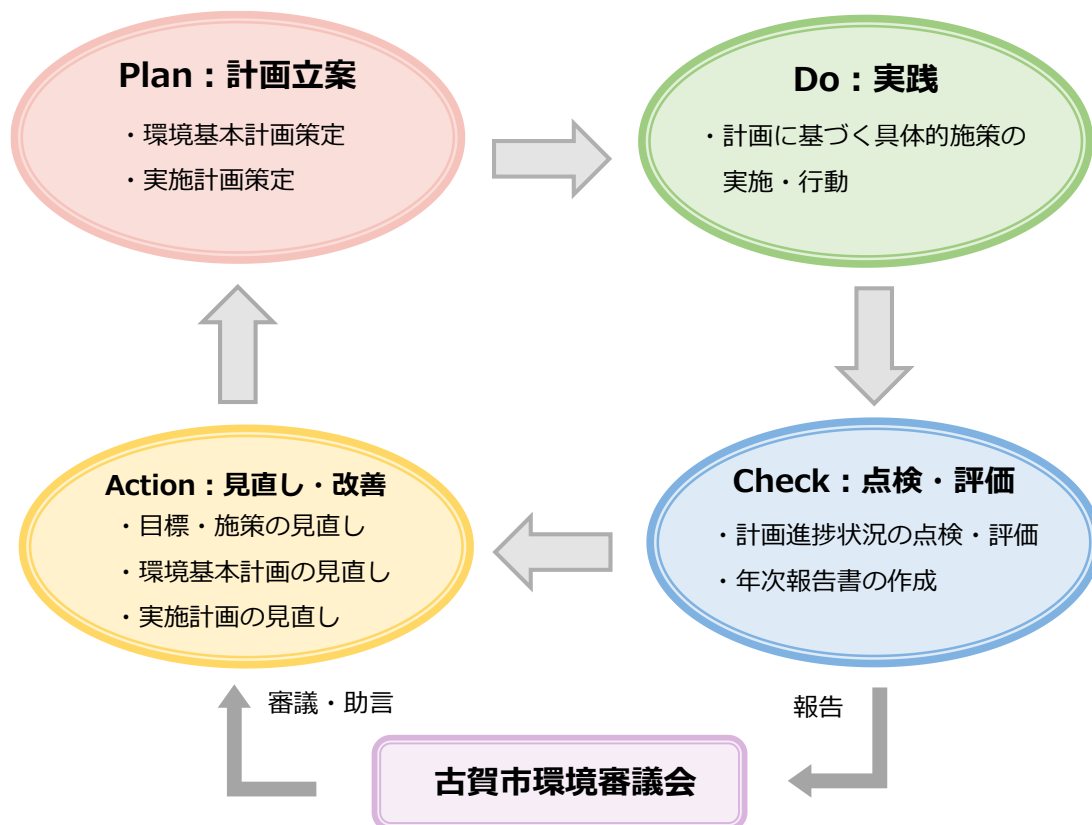 Plan：計画立案
・環境基本計画策定
・実施計画策定
Do：実践
・計画に基づく具体的施策の
実施・行動
Check：点検・評価
・計画進捗状況の点検・評価
・年次報告書の作成
Action：見直し・改善
・目標・施策の見直し
・環境基本計画の見直し
・実施計画の見直し
審議・助言
報告
古賀市環境審議会